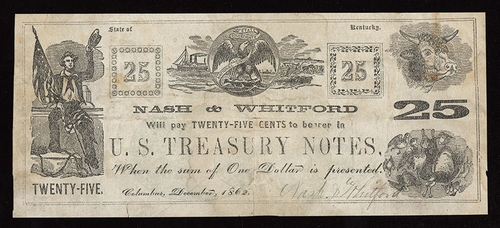 State of
Kentucky.
25
25
NASH & WHITFORD
25
Will pay TWENTY-FIVE CENTS to bearer in
U. S. TREASURY NOTES.
When the sum of One Dollar is presented.
TWENTY-FIVE.
Columbus, December, 1862.
Nash & Whitford